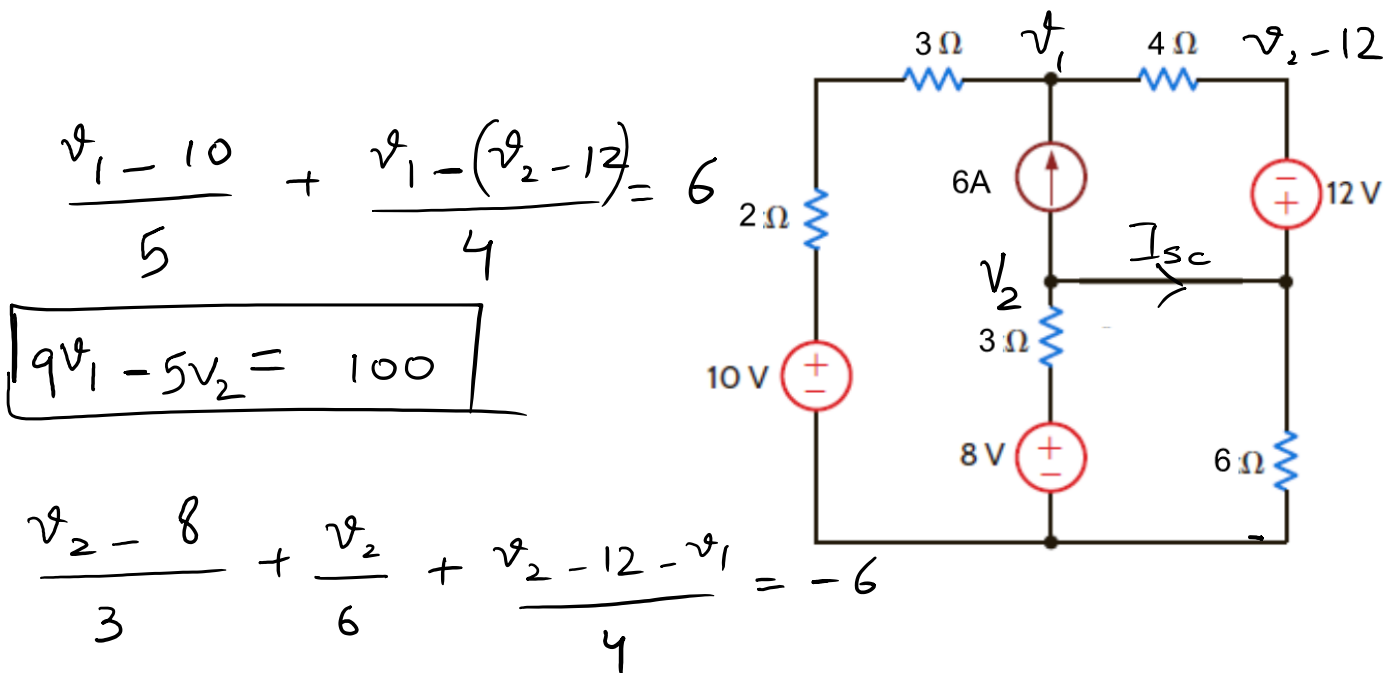 3 Ω v₁ 4 Ω v₂ - 12
(v₁ - 10)/5 + (v₁ - (v₂ - 12))/4 = 6
2 Ω 6A - + 12 V
9v₁ - 5v₂ = 100
V₂ I_sc
3 Ω
10 V + -
8 V + - 6 Ω
(v₂ - 8)/3 + v₂/6 + (v₂ - 12 - v₁)/4 = -6